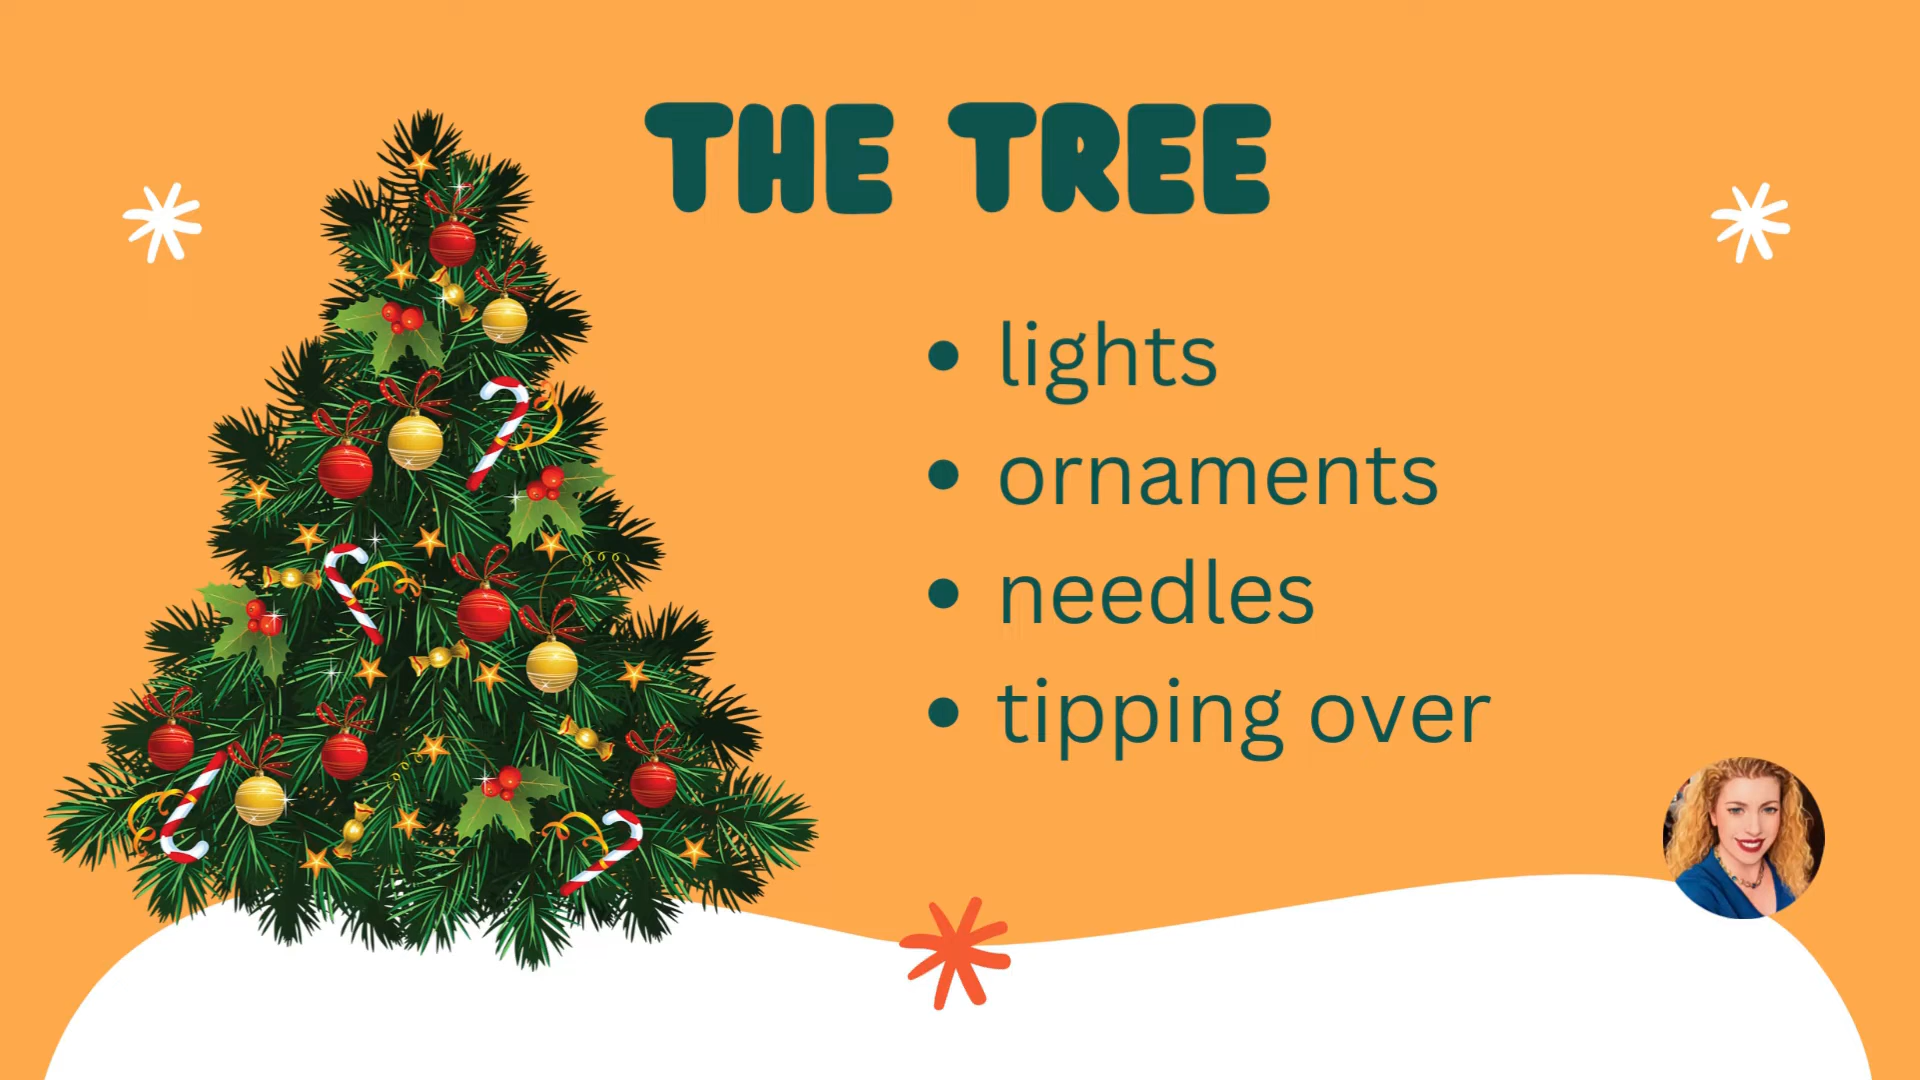 THE TREE
• lights
• ornaments
• needles
• tipping over